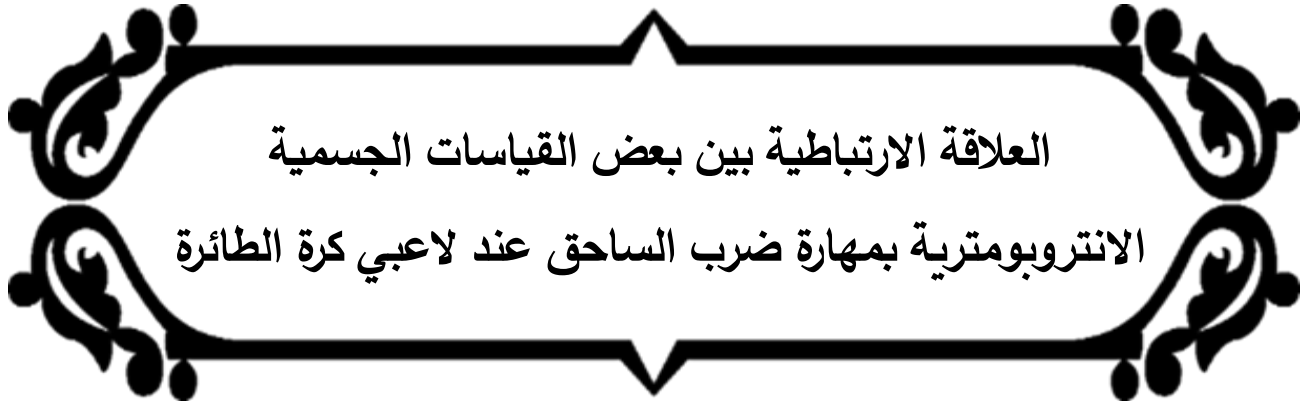 العلاقة الارتباطية بين بعض القياسات الجسمية
الانتروبومترية بمهارة ضرب الساحق عند لاعبي كرة الطائرة